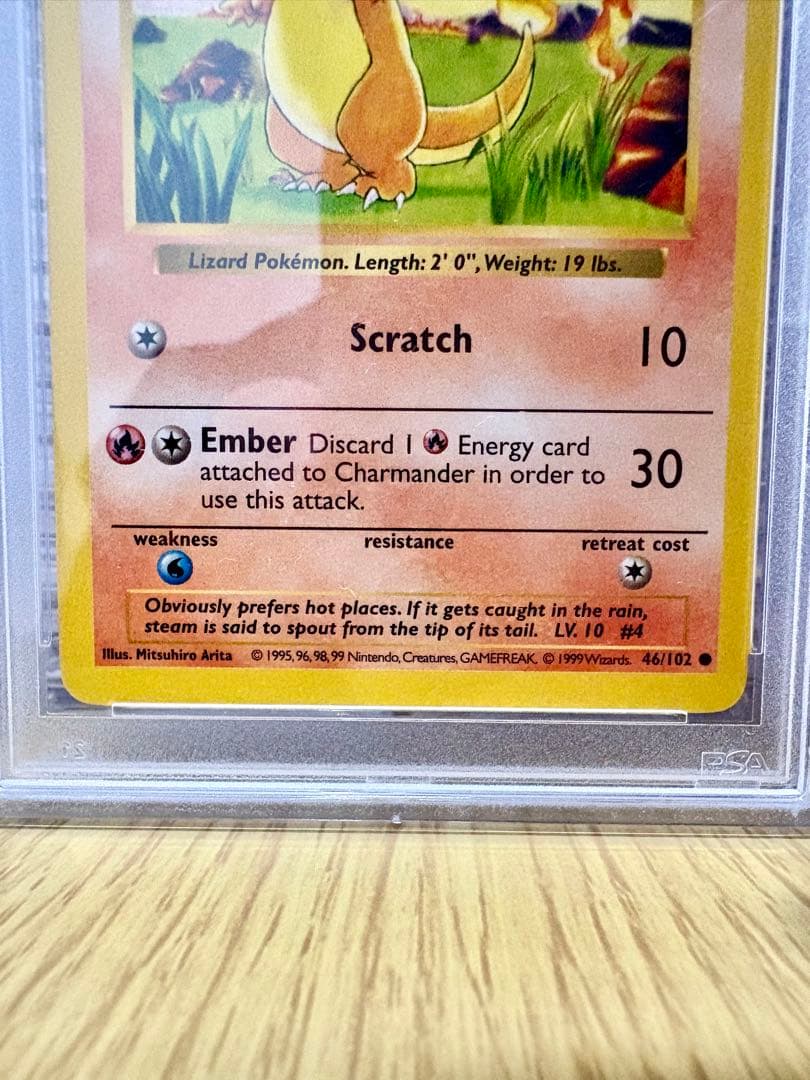 Lizard Pokémon. Length: 2' 0", Weight: 19 lbs.
Scratch 10
Ember Discard 1 Energy card
attached to Charmander in order to
use this attack.
30
weakness resistance retreat cost
Obviously prefers hot places. If it gets caught in the rain,
steam is said to spout from the tip of its tail. LV. 10 #4
Illus. Mitsuhiro Arita © 1995, 96, 98, 99 Nintendo, Creatures, GAMEFREAK. © 1999 Wizards. 46/102
PSA